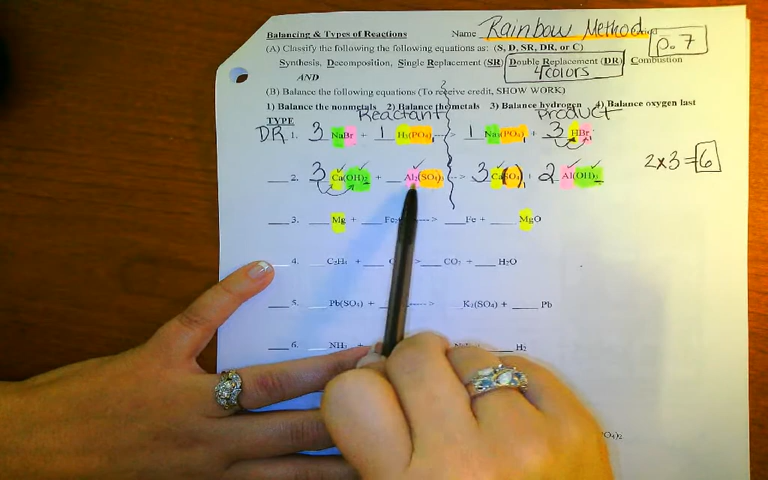 Balancing & Types of Reactions Name Rainbow Method
p. 7
(A) Classify the following the following equations as: (S, D, SR, DR, or C)
Synthesis, Decomposition, Single Replacement (SR) Double Replacement (DR) Combustion
4 colors
AND
(B) Balance the following equations (To receive credit, SHOW WORK)
1) Balance the nonmetals 2) Balance the metals 3) Balance hydrogen 4) Balance oxygen last
TYPE Reactant Product
DR 1. 3 NaBr + 1 H₃(PO₄) > 1 Na₃(PO₄) + 3 HBr
2x3=6
2. 3 Ca(OH)₂ + Al₂(SO₄)₃ --> 3 Ca(SO₄) + 2 Al(OH)₃
3. Mg + Fe > Fe + MgO
4. C₂H₄ + > CO₂ + H₂O
5. Pb(SO₄) + ----> K₂(SO₄) + Pb
6. NH₃ + H₂
O₄)₂